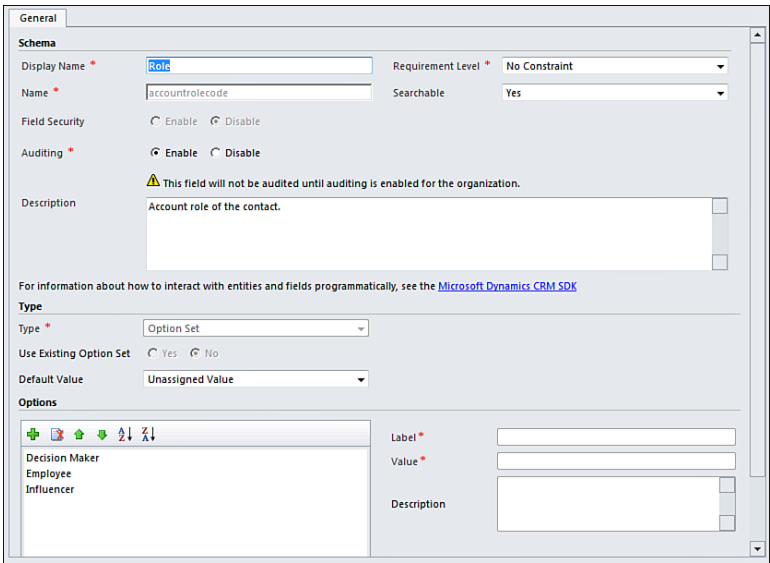 General
Schema
Display Name * Role Requirement Level * No Constraint
Name * accountrolecode Searchable Yes
Field Security Enable Disable
Auditing * Enable Disable
This field will not be audited until auditing is enabled for the organization.
Description Account role of the contact.
For information about how to interact with entities and fields programmatically, see the Microsoft Dynamics CRM SDK
Type
Type * Option Set
Use Existing Option Set Yes No
Default Value Unassigned Value
Options
A Z Z A
Label *
Decision Maker
Value *
Employee
Influencer
Description